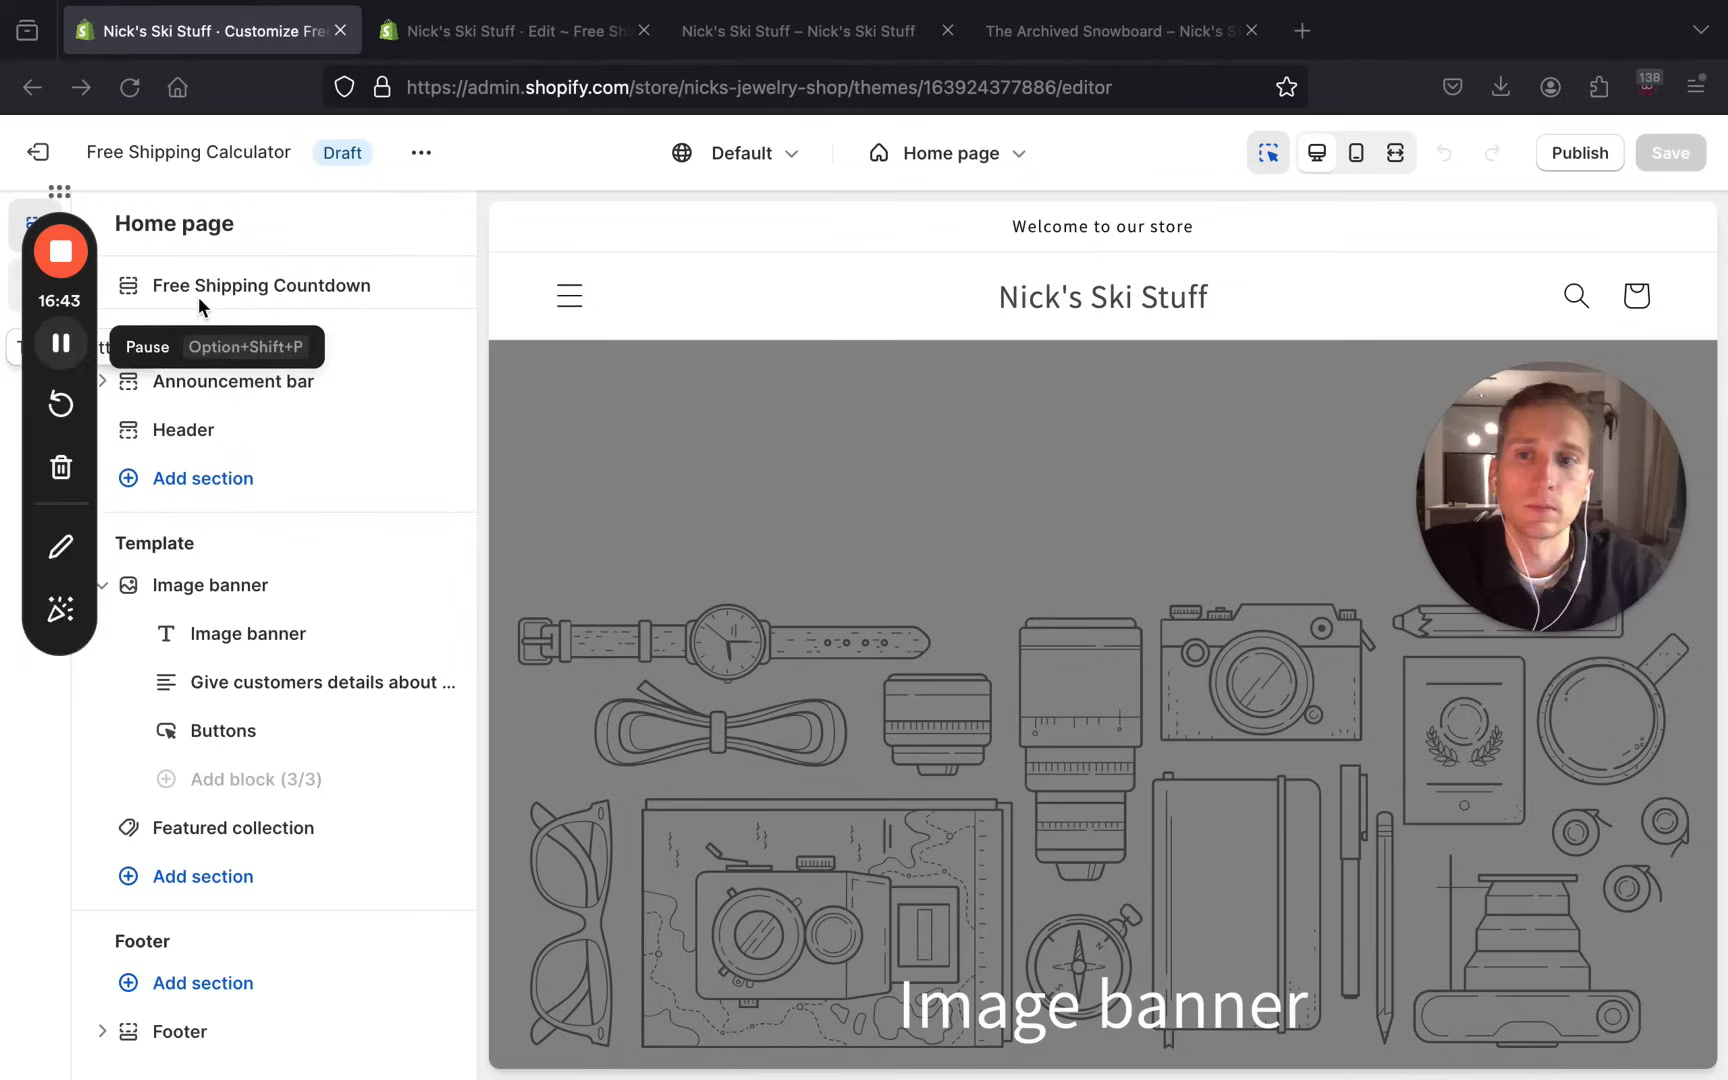 Nick's Ski Stuff · Customize Fre
Nick's Ski Stuff · Edit ~ Free Sh
Nick's Ski Stuff – Nick's Ski Stuff
The Archived Snowboard – Nick's S
https://admin.shopify.com/store/nicks-jewelry-shop/themes/163924377886/editor
138
Free Shipping Calculator
Draft
Default
Home page
Publish
Save
Home page
Welcome to our store
Free Shipping Countdown
Nick's Ski Stuff
16:43
Pause Option+Shift+P
Announcement bar
Header
Add section
Template
Image banner
Image banner
Give customers details about ...
Buttons
Add block (3/3)
Featured collection
Add section
Footer
Add section
Footer
Image banner